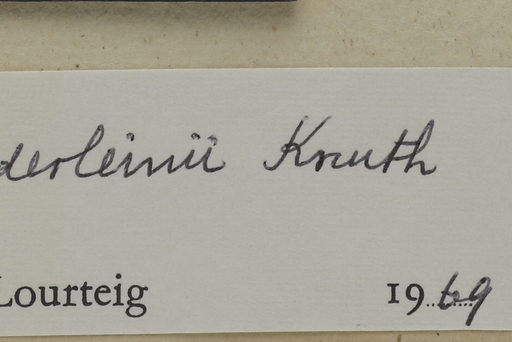 derleinii Knuth
Lourteig 1969